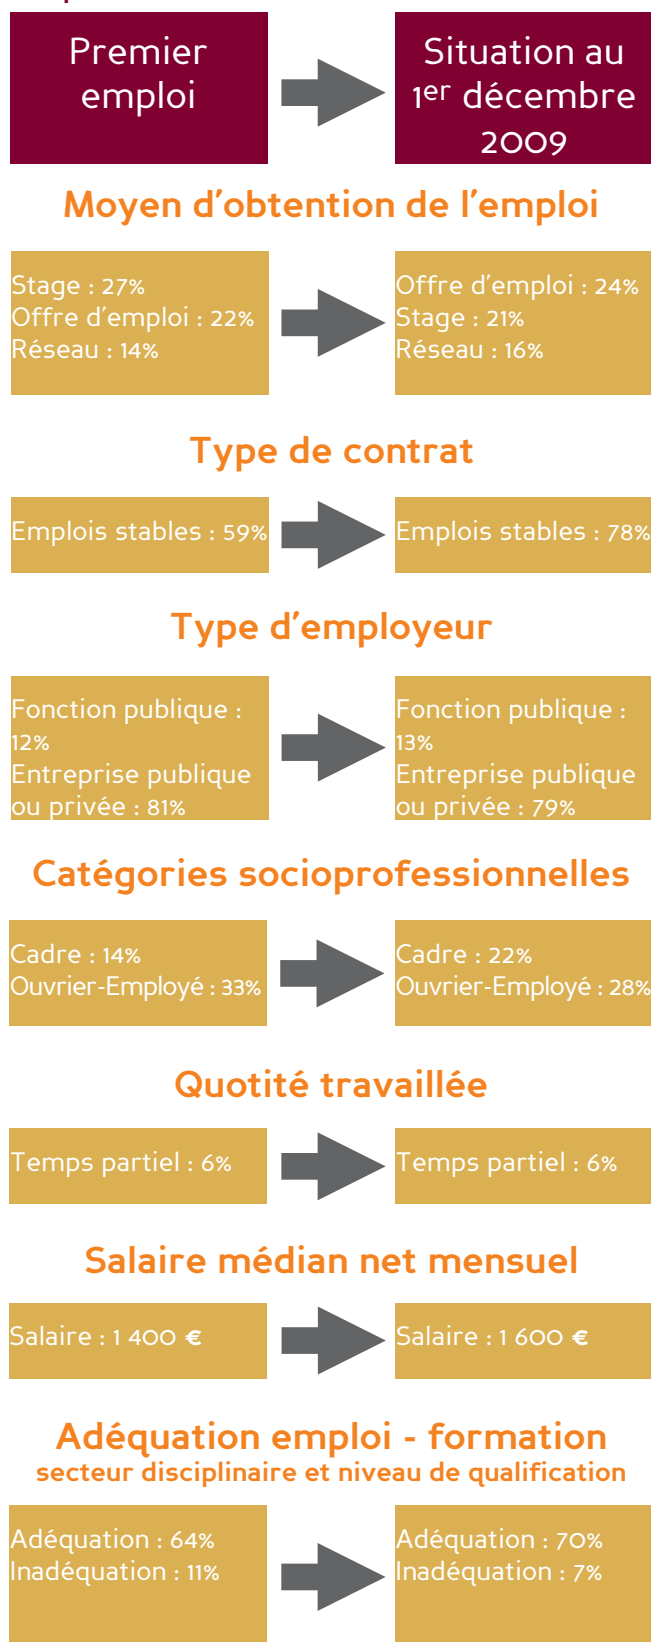 Premier
emploi
Situation au
1er décembre
2009
Moyen d'obtention de l'emploi
Stage : 27%
Offre d'emploi : 22%
Réseau : 14%
Offre d'emploi : 24%
Stage : 21%
Réseau : 16%
Type de contrat
Emplois stables : 59%
Emplois stables : 78%
Type d'employeur
Fonction publique :
12%
Entreprise publique
ou privée : 81%
Fonction publique :
13%
Entreprise publique
ou privée : 79%
Catégories socioprofessionnelles
Cadre : 14%
Ouvrier-Employé : 33%
Cadre : 22%
Ouvrier-Employé : 28%
Quotité travaillée
Temps partiel : 6%
Temps partiel : 6%
Salaire médian net mensuel
Salaire : 1 400 €
Salaire : 1 600 €
Adéquation emploi - formation
secteur disciplinaire et niveau de qualification
Adéquation : 64%
Inadéquation : 11%
Adéquation : 70%
Inadéquation : 7%